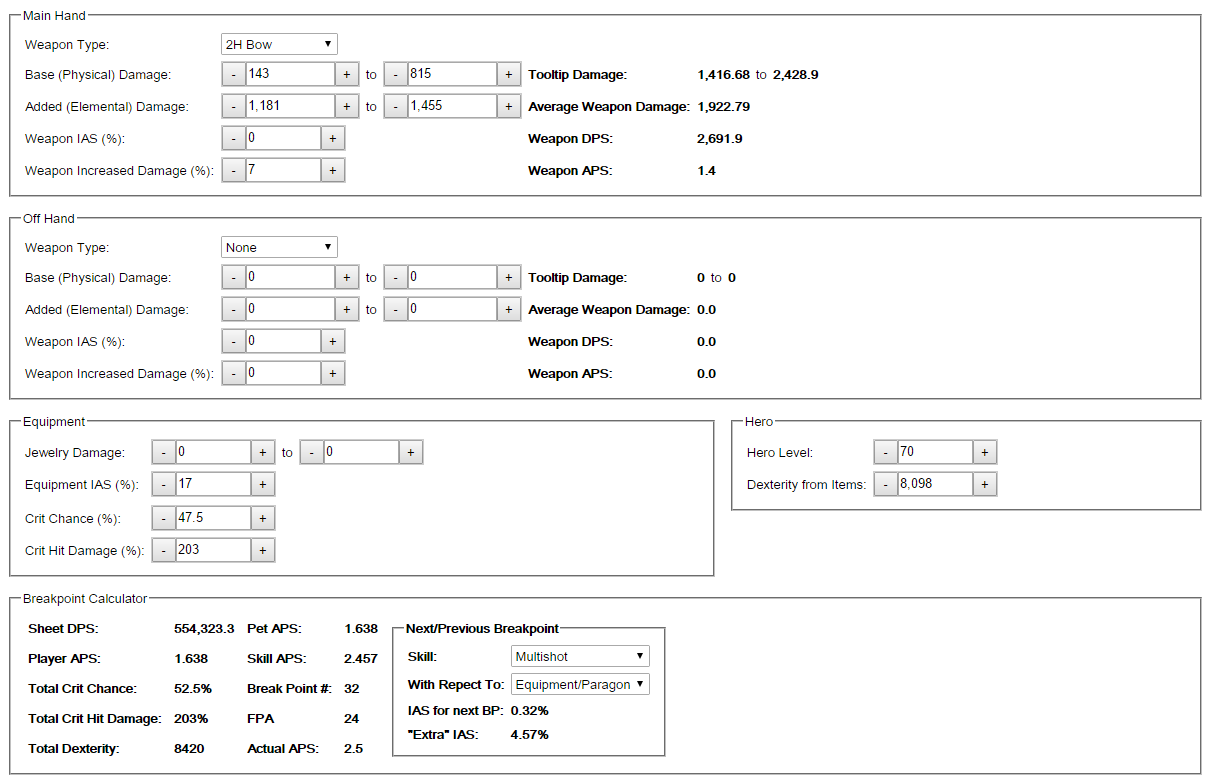 Main Hand
Weapon Type: 2H Bow
Base (Physical) Damage: - 143 + to - 815 + Tooltip Damage: 1,416.68 to 2,428.9
Added (Elemental) Damage: - 1,181 + to - 1,455 + Average Weapon Damage: 1,922.79
Weapon IAS (%): - 0 + Weapon DPS: 2,691.9
Weapon Increased Damage (%): - 7 + Weapon APS: 1.4
Off Hand
Weapon Type: None
Base (Physical) Damage: - 0 + to - 0 + Tooltip Damage: 0 to 0
Added (Elemental) Damage: - 0 + to - 0 + Average Weapon Damage: 0.0
Weapon IAS (%): - 0 + Weapon DPS: 0.0
Weapon Increased Damage (%): - 0 + Weapon APS: 0.0
Equipment
Jewelry Damage: - 0 + to - 0 +
Equipment IAS (%): - 17 +
Crit Chance (%): - 47.5 +
Crit Hit Damage (%): - 203 +
Hero
Hero Level: - 70 +
Dexterity from Items: - 8,098 +
Breakpoint Calculator
Sheet DPS: 554,323.3 Pet APS: 1.638
Player APS: 1.638 Skill APS: 2.457
Total Crit Chance: 52.5% Break Point #: 32
Total Crit Hit Damage: 203% FPA 24
Total Dexterity: 8420 Actual APS: 2.5
Next/Previous Breakpoint
Skill: Multishot
With Repect To: Equipment/Paragon
IAS for next BP: 0.32%
"Extra" IAS: 4.57%